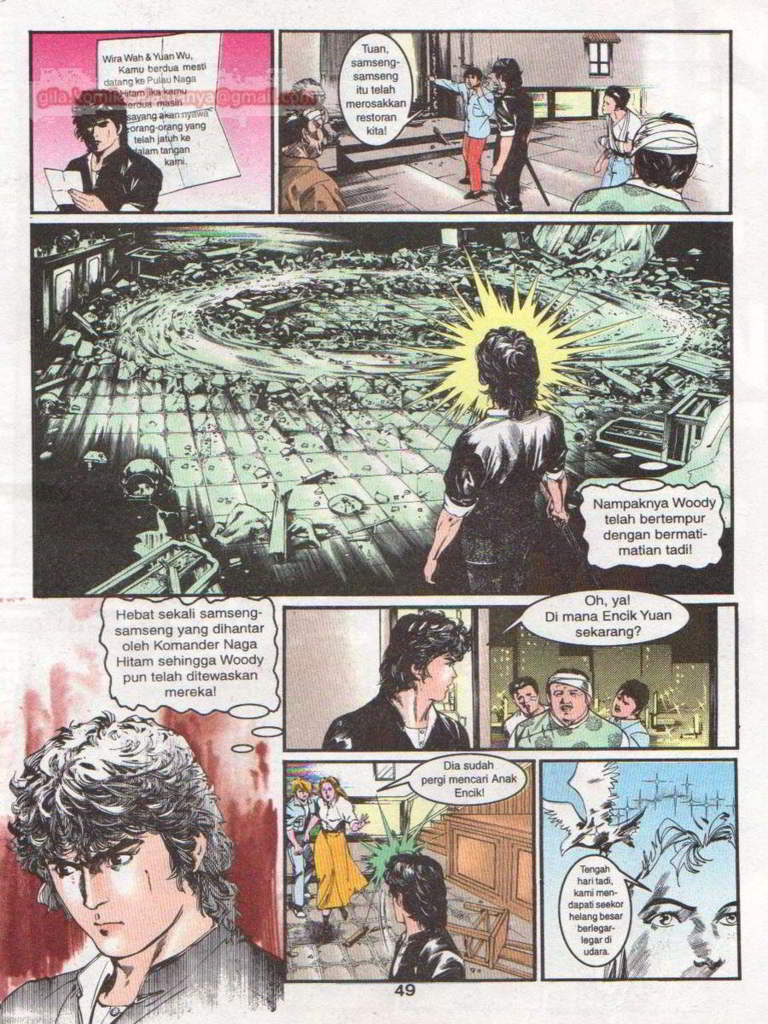 Wira Wah & Yuan Wu,
Kamu berdua mesti
datang ke Pulau Naga
Hitam jika kamu
berdua masih
sayang akan nyawa
orang-orang yang
telah jatuh ke
dalam tangan
kami.
Tuan,
samseng-
samseng
itu telah
merosakkan
restoran
kita!
Nampaknya Woody
telah bertempur
dengan bermati-
matian tadi!
Hebat sekali samseng-
samseng yang dihantar
oleh Komander Naga
Hitam sehingga Woody
pun telah ditewaskan
mereka!
Oh, ya!
Di mana Encik Yuan
sekarang?
Dia sudah
pergi mencari Anak
Encik!
Tengah
hari tadi,
kami men-
dapati seekor
helang besar
berlegar-
legar di
udara.
49